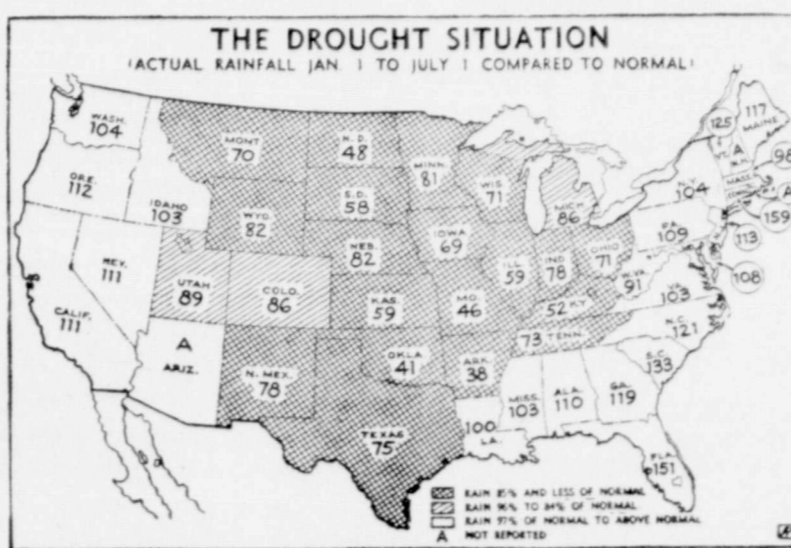 THE DROUGHT SITUATION
(ACTUAL RAINFALL JAN. 1 TO JULY 1 COMPARED TO NORMAL)
WASH.
104
ORE.
112
IDAHO
103
MONT
70
N.D.
48
MINN.
81
WIS.
71
MICH
86
S.D.
58
WYO.
82
NEB.
82
IOWA
69
NEV.
111
UTAH
89
COLO.
86
KAS.
59
MO.
46
ILL.
59
IND.
78
OHIO
71
CALIF.
111
A
ARIZ.
N. MEX.
78
OKLA.
41
ARK.
38
TEXAS
75
52 KY.
73 TENN.
100
LA.
MISS.
103
ALA.
110
GA.
119
FLA.
151
S.C.
133
N.C.
121
VA.
103
W.VA.
91
PA.
109
N.Y.
104
125
117
MAINE
VT.
A
N.H.
98
MASS.
CONN.
R.I.
A
159
113
108
RAIN 85% AND LESS OF NORMAL
RAIN 96% TO 84% OF NORMAL
RAIN 97% OF NORMAL TO ABOVE NORMAL
A NOT REPORTED